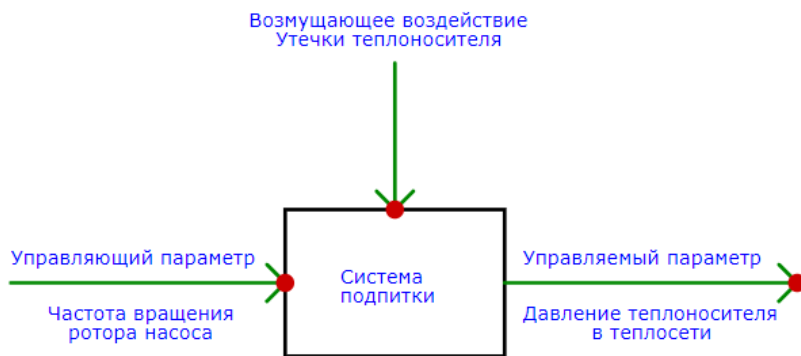 Возмущающее воздействие
Утечки теплоносителя
Управляющий параметр
Частота вращения
ротора насоса
Система
подпитки
Управляемый параметр
Давление теплоносителя
в теплосети